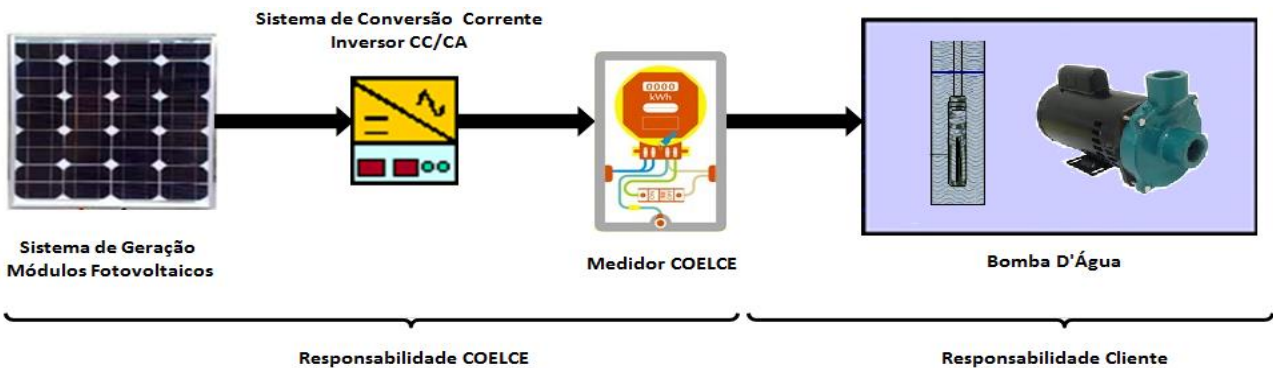 Sistema de Conversão Corrente
Inversor CC/CA
0000
kWh
Sistema de Geração
Módulos Fotovoltaicos
Medidor COELCE
Bomba D'Água
Responsabilidade COELCE
Responsabilidade Cliente